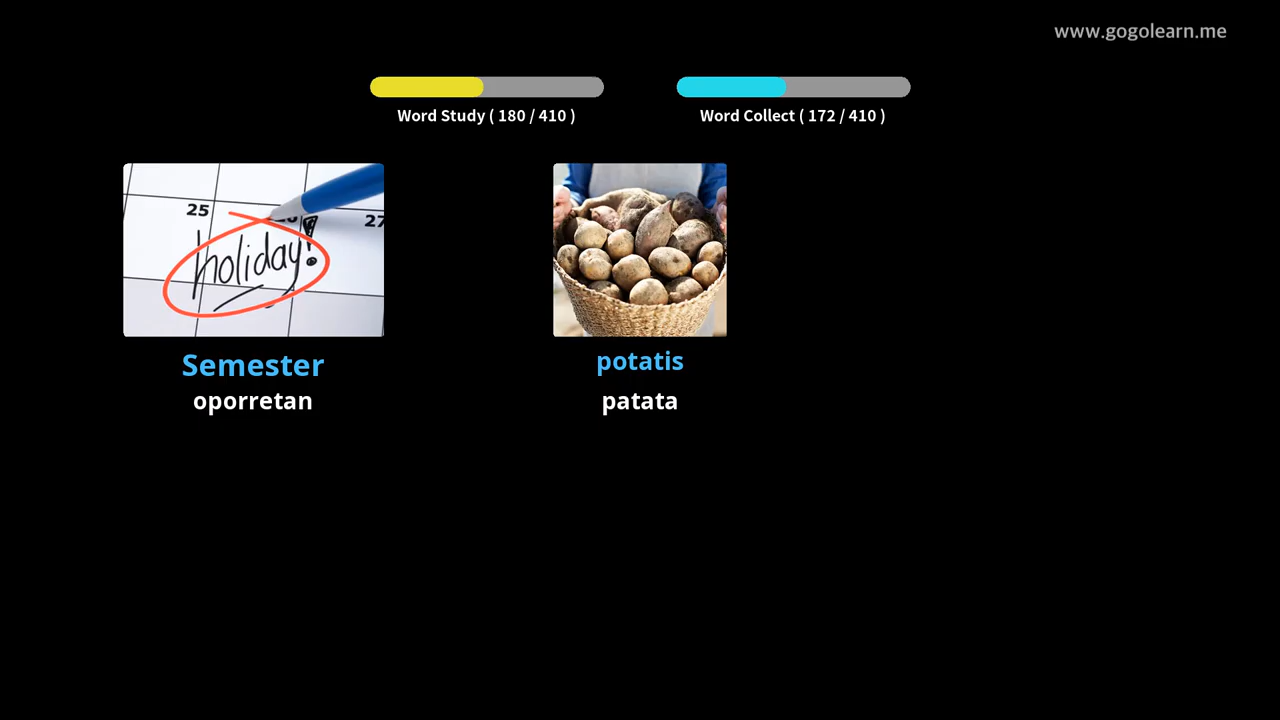 www.gogolearn.me
Word Study ( 180 / 410 )
Word Collect ( 172 / 410 )
25
27
holiday!
Semester
oporretan
potatis
patata